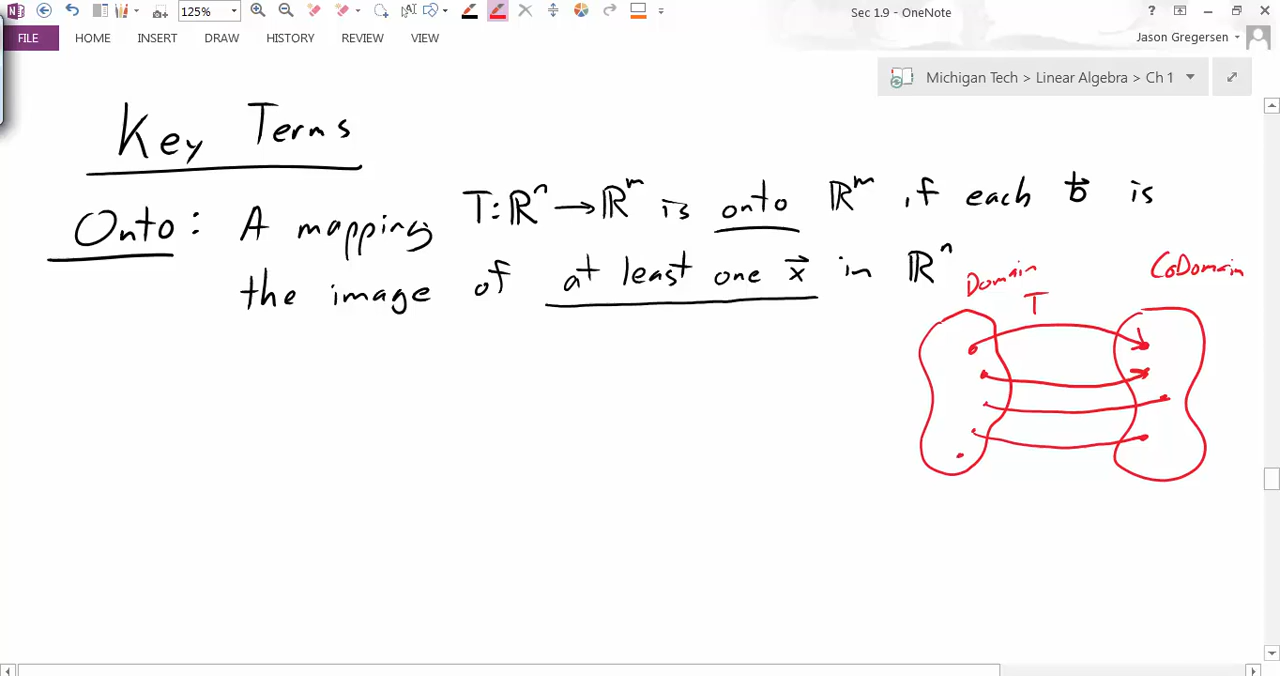 125%
Sec 1.9 - OneNote
?
FILE HOME INSERT DRAW HISTORY REVIEW VIEW
Jason Gregersen
Michigan Tech > Linear Algebra > Ch 1
Key Terms
Onto: A mapping T: ℝⁿ → ℝᵐ is onto ℝᵐ if each b⃗ is
the image of at least one x⃗ in ℝⁿ
Domain
CoDomain
T